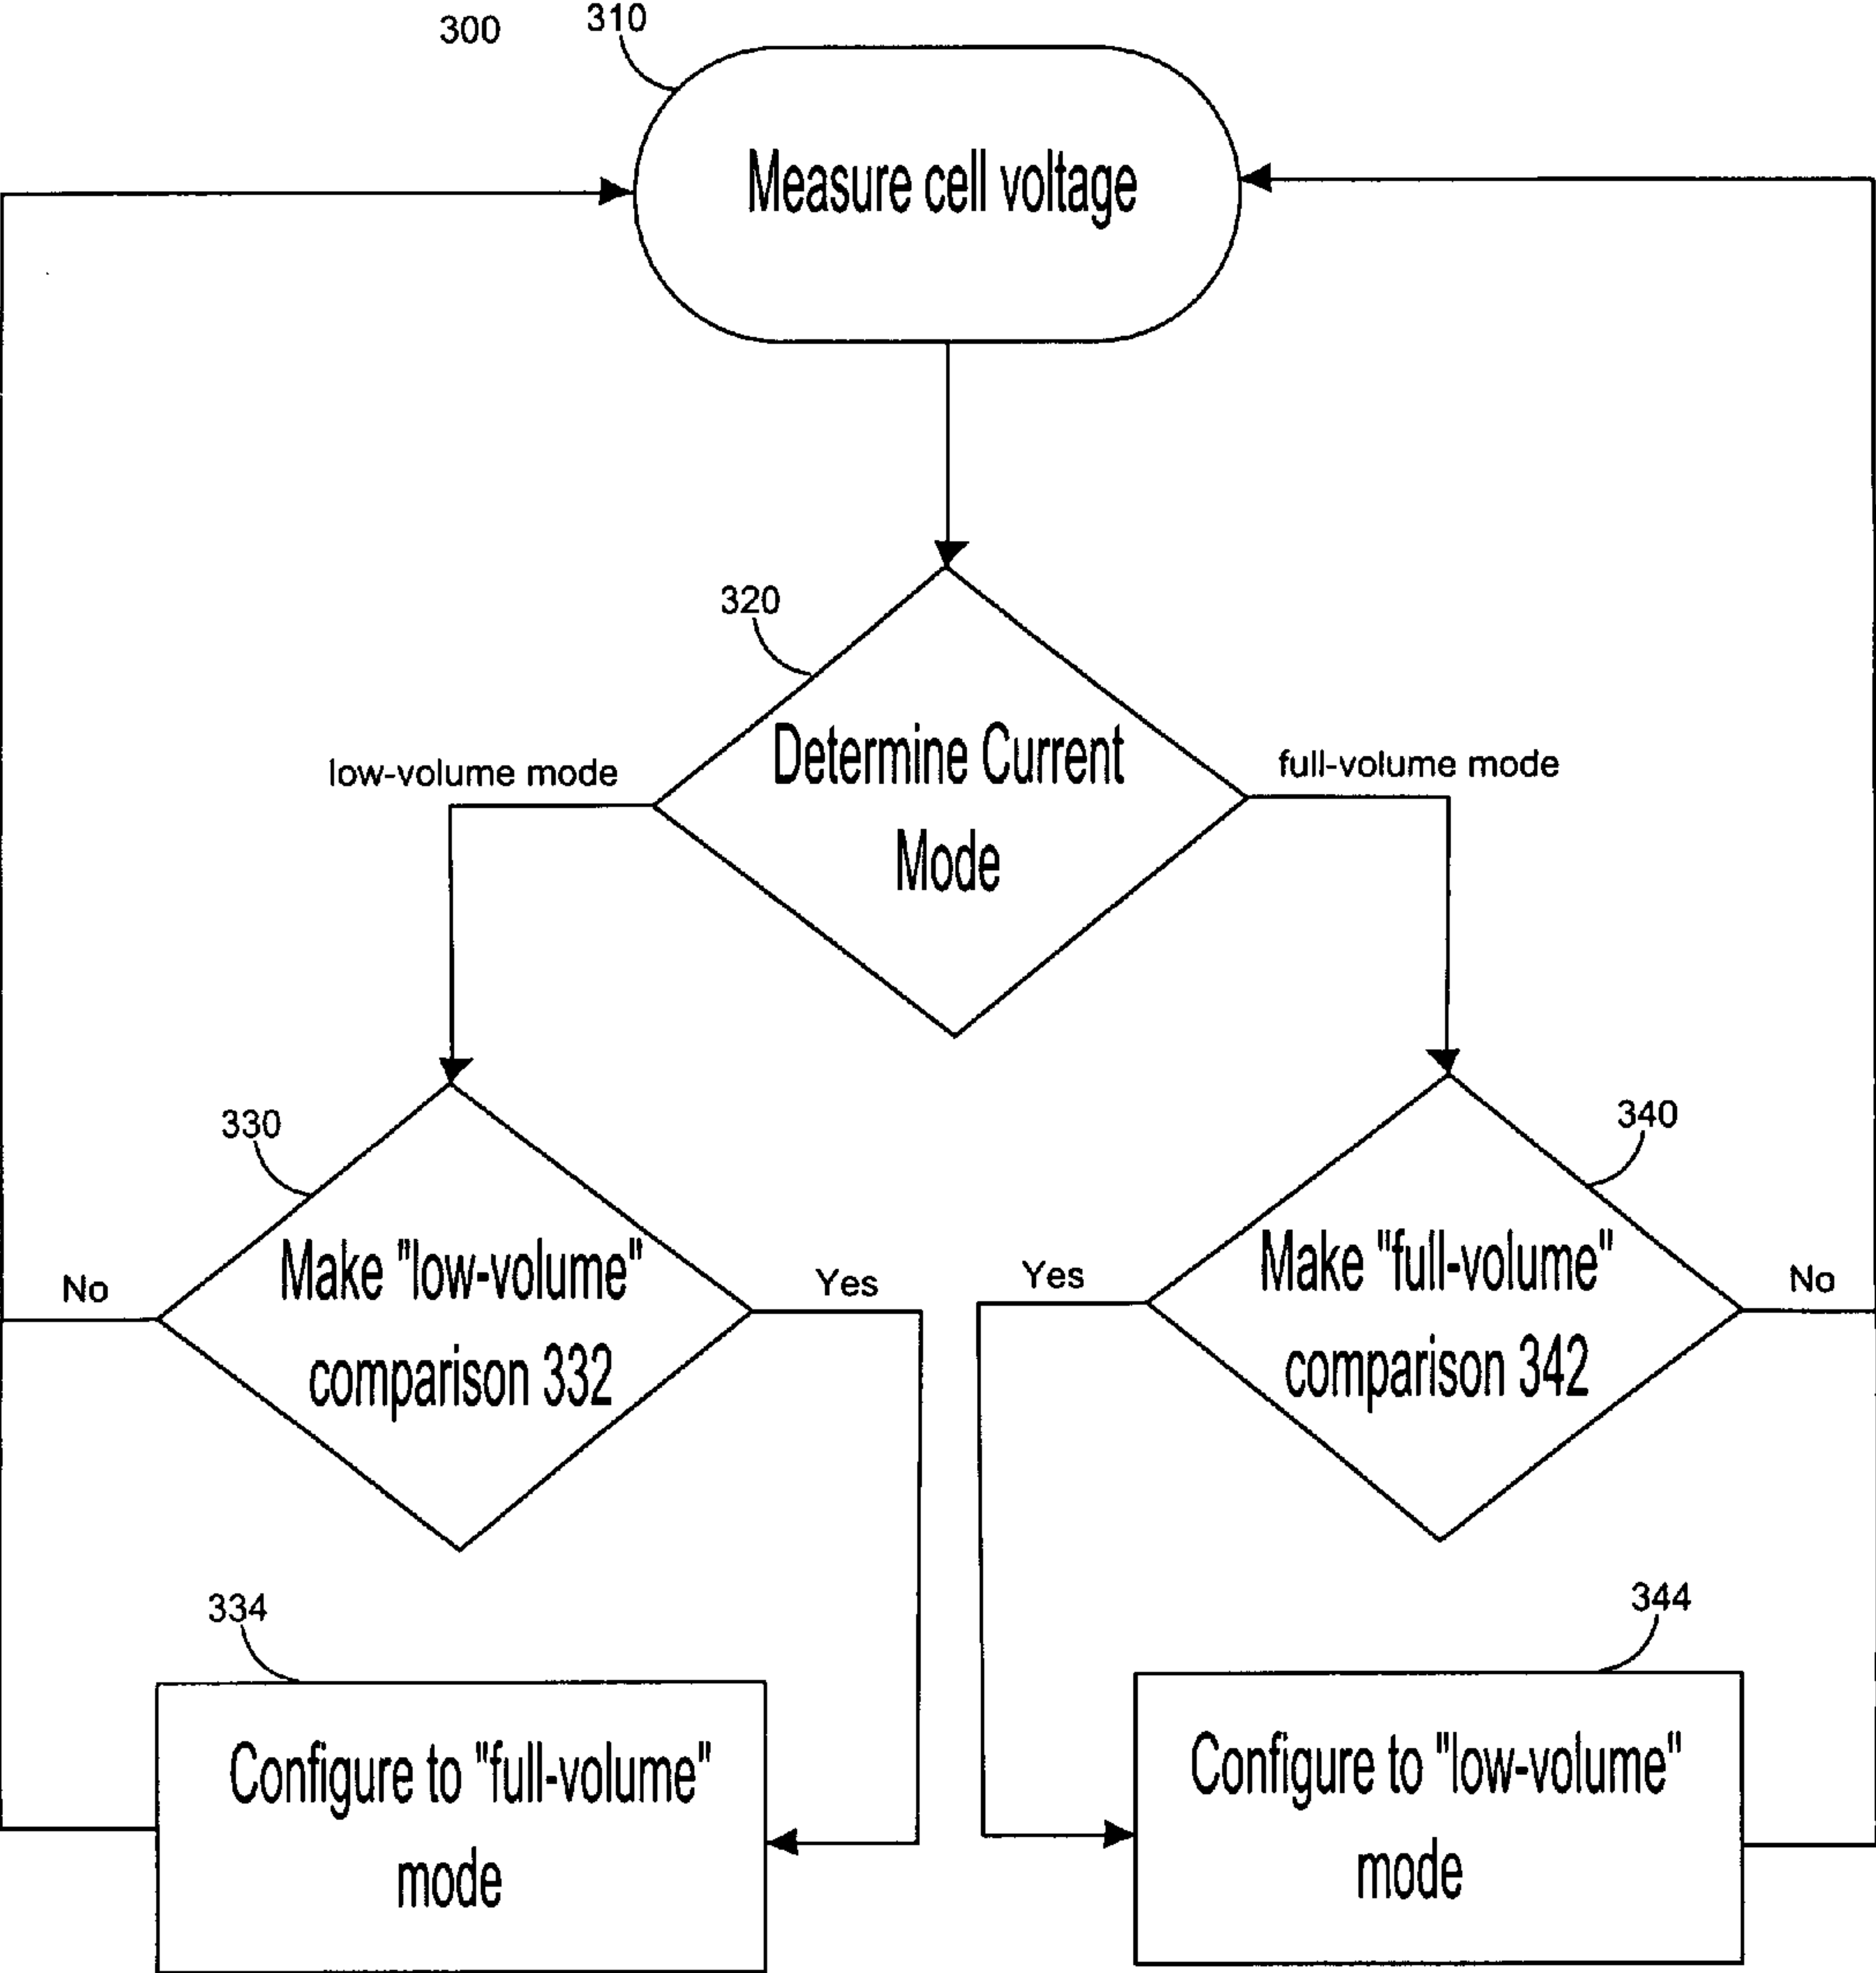 300
310
Measure cell voltage
320
Determine Current
Mode
low-volume mode
full-volume mode
330
Make "low-volume"
comparison 332
No
Yes
340
Make "full-volume"
comparison 342
Yes
No
334
Configure to "full-volume"
mode
344
Configure to "low-volume"
mode